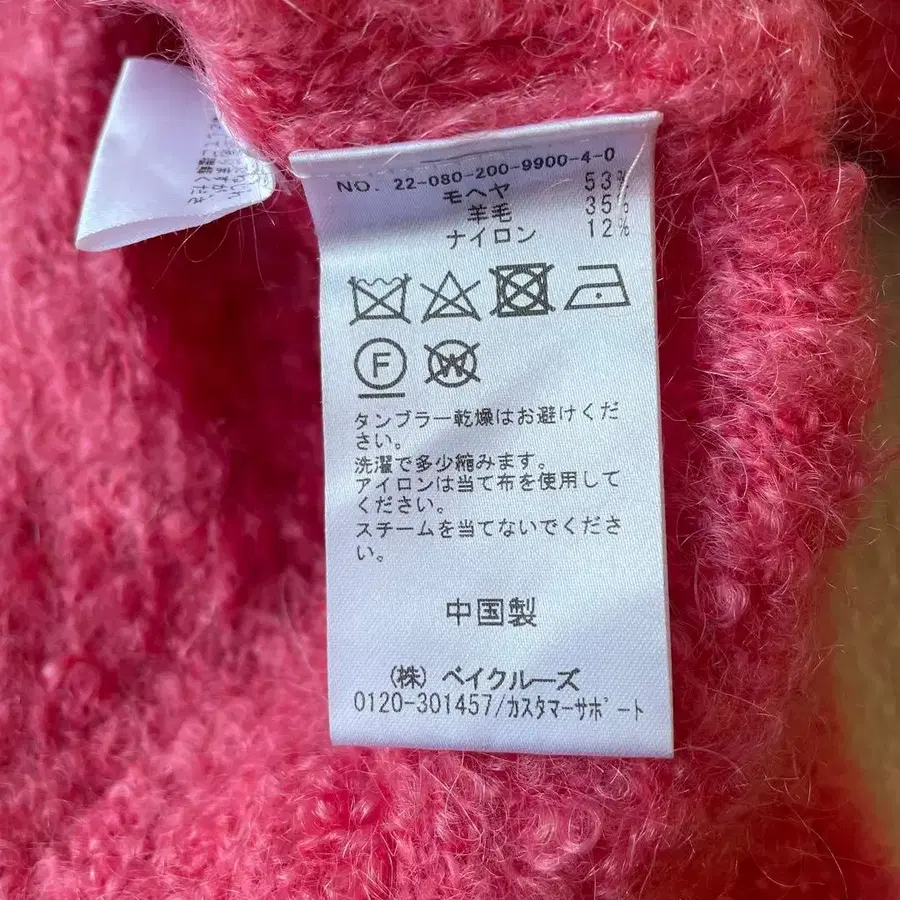 NO. 22-080-200-9900-4-0
モヘヤ 53%
羊毛 35%
ナイロン 12%
F
W
タンブラー乾燥はお避けくだ
さい。
洗濯で多少縮みます。
アイロンは当て布を使用して
ください。
スチームを当てないでくださ
い。
中国製
(株) ベイクルーズ
0120-301457/カスタマーサポート